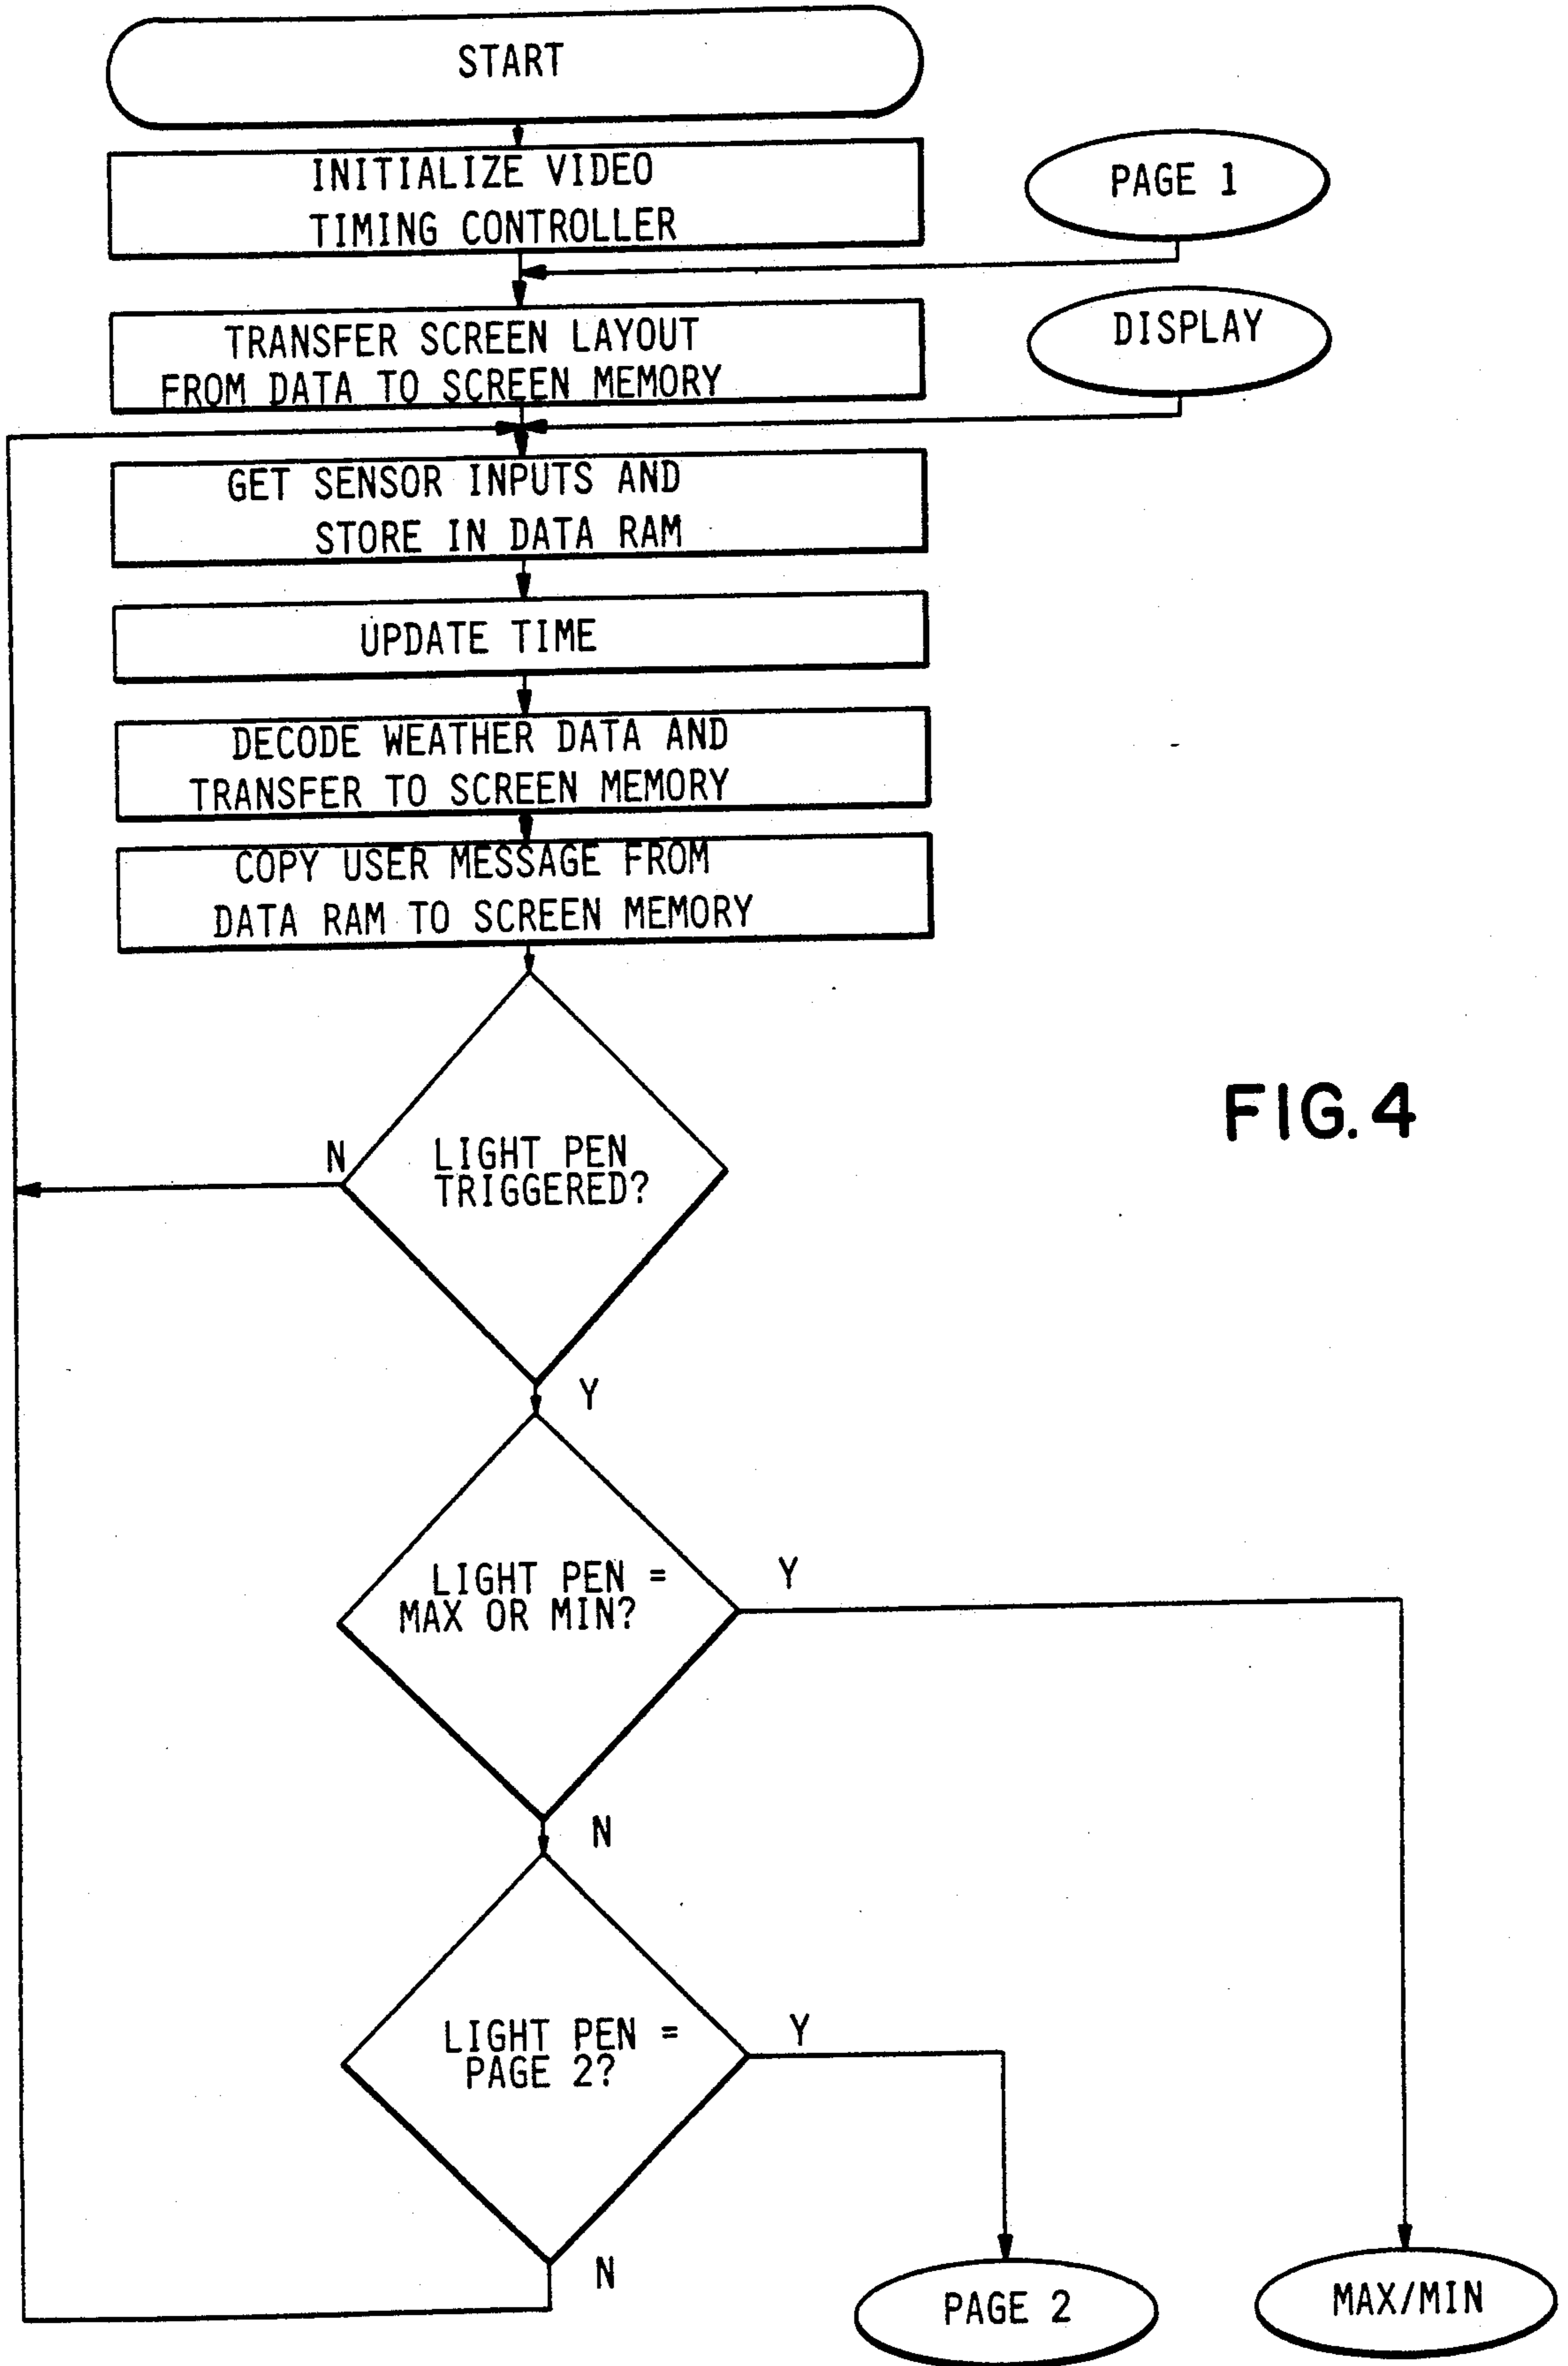 START
INITIALIZE VIDEO
TIMING CONTROLLER
PAGE 1
TRANSFER SCREEN LAYOUT
FROM DATA TO SCREEN MEMORY
DISPLAY
GET SENSOR INPUTS AND
STORE IN DATA RAM
UPDATE TIME
DECODE WEATHER DATA AND
TRANSFER TO SCREEN MEMORY
COPY USER MESSAGE FROM
DATA RAM TO SCREEN MEMORY
FIG. 4
N
LIGHT PEN
TRIGGERED?
Y
LIGHT PEN =
MAX OR MIN?
Y
N
LIGHT PEN =
PAGE 2?
Y
N
PAGE 2
MAX/MIN